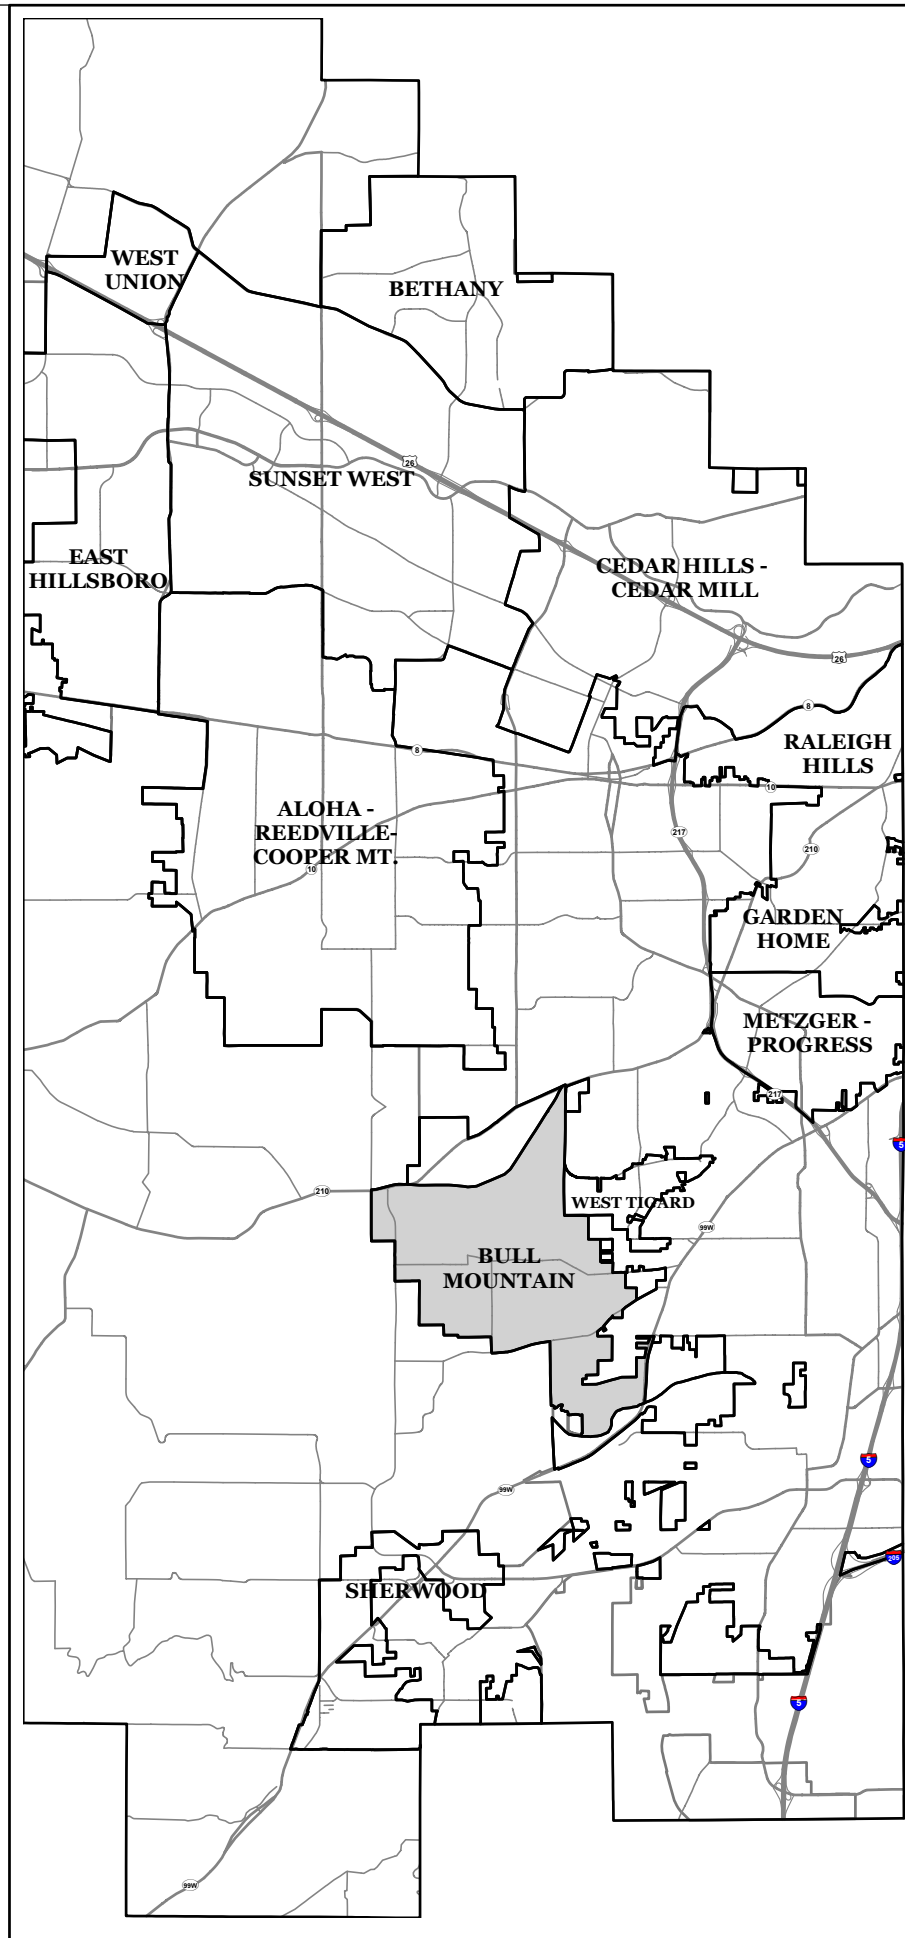 WEST
UNION
BETHANY
26
SUNSET WEST
EAST
HILLSBORO
CEDAR HILLS -
CEDAR MILL
26
8
RALEIGH
HILLS
8
10
ALOHA -
REEDVILLE-
COOPER MT.
10
217
210
GARDEN
HOME
METZGER -
PROGRESS
217
5
210
WEST TIGARD
99W
BULL
MOUNTAIN
5
99W
205
SHERWOOD
5
99W